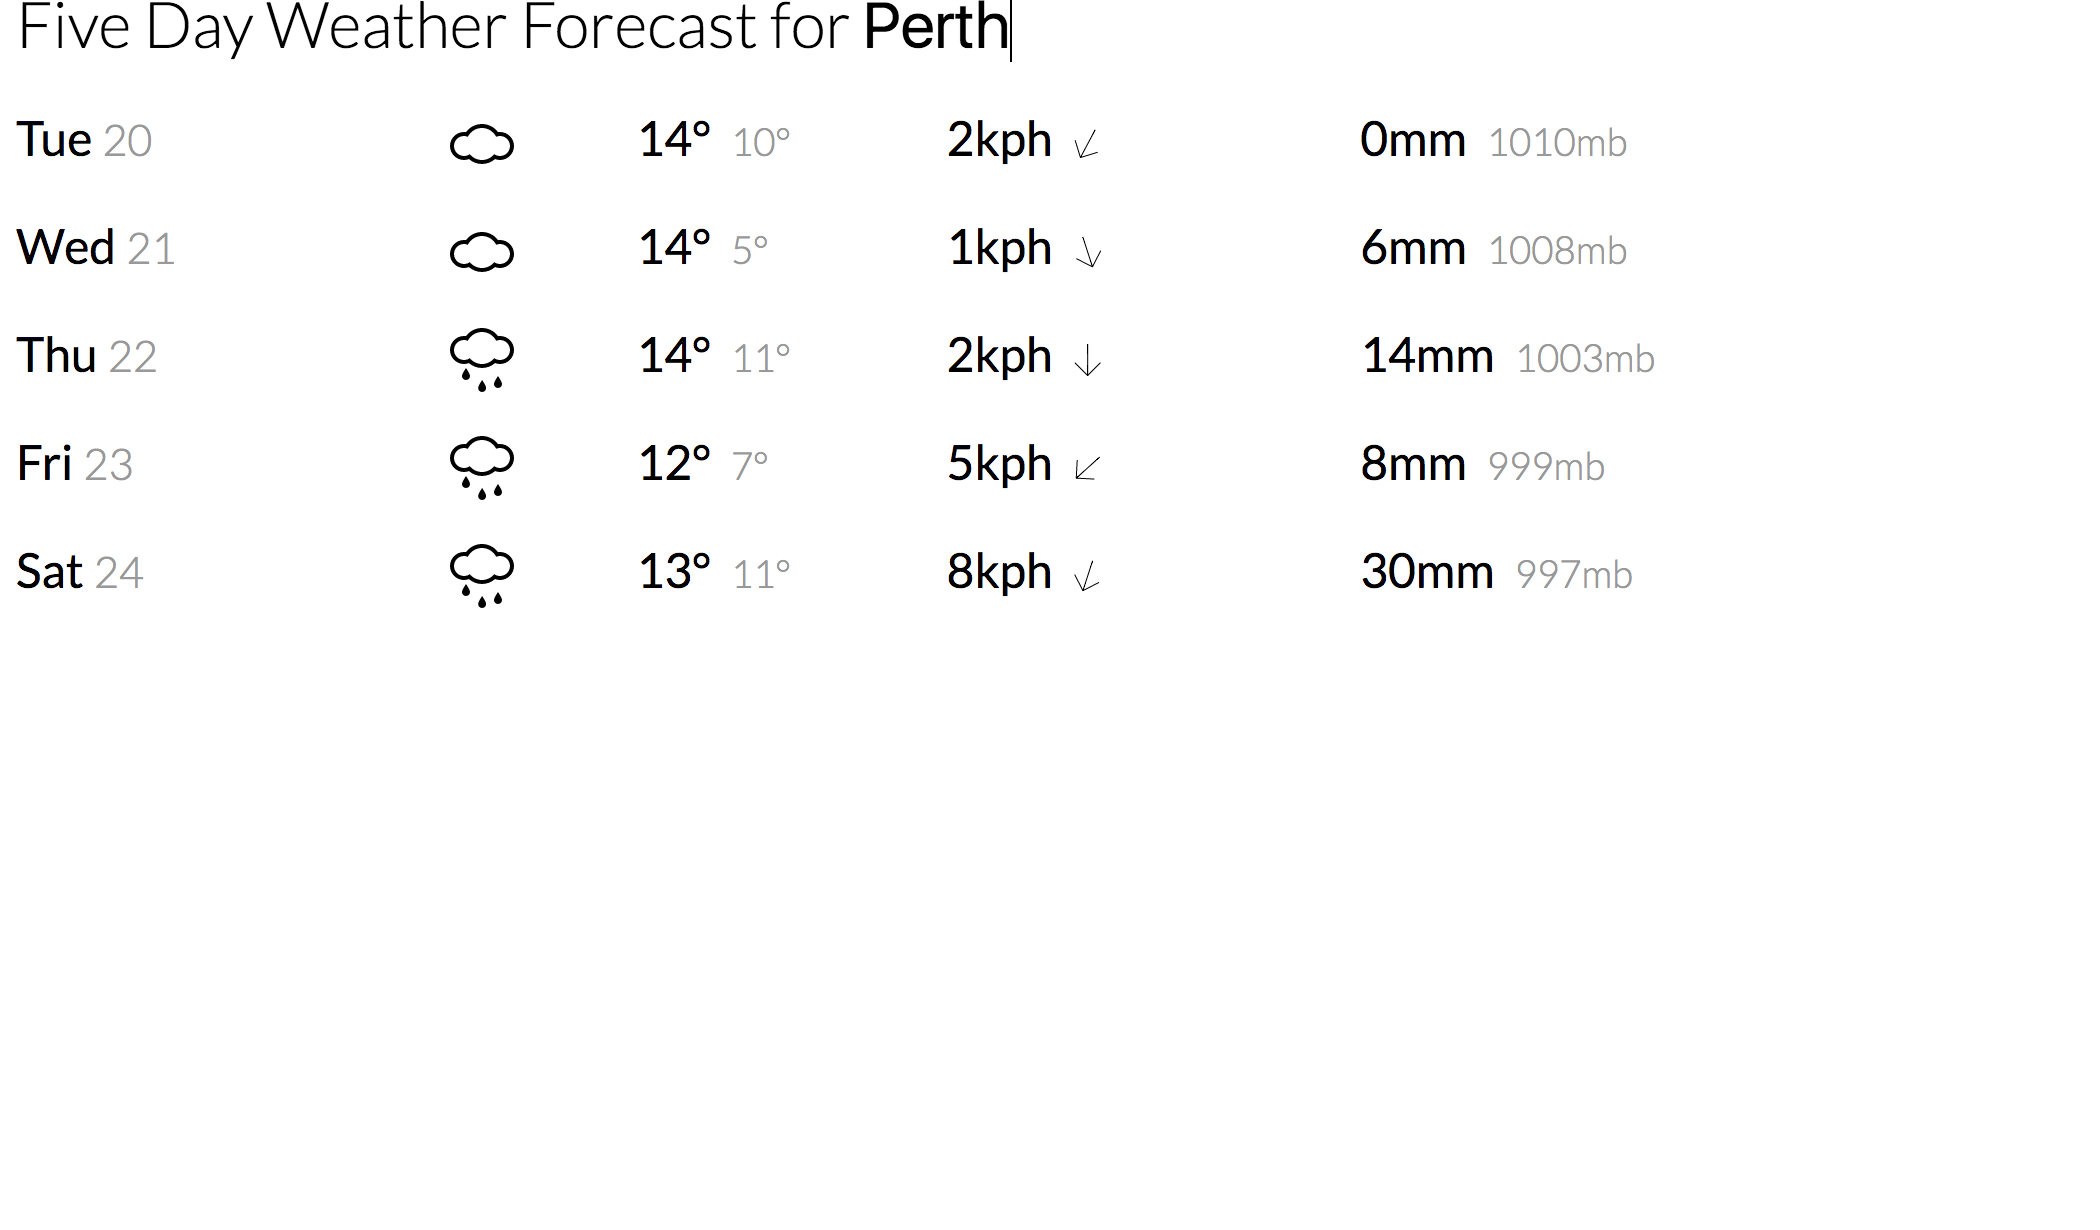 Five Day Weather Forecast for Perth
Tue 20 14° 10° 2kph 0mm 1010mb
Wed 21 14° 5° 1kph 6mm 1008mb
Thu 22 14° 11° 2kph 14mm 1003mb
Fri 23 12° 7° 5kph 8mm 999mb
Sat 24 13° 11° 8kph 30mm 997mb